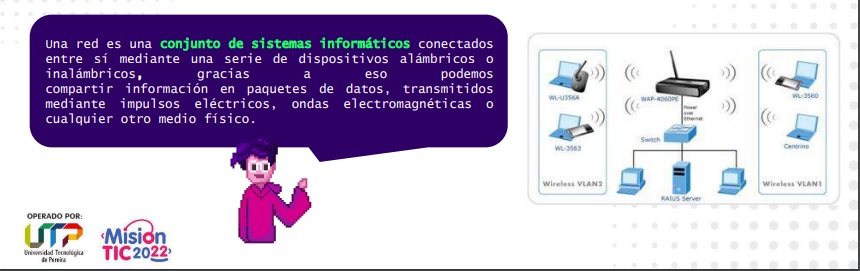 Una red es una conjunto de sistemas informáticos conectados
entre sí mediante una serie de dispositivos alámbricos o
inalámbricos, gracias a eso podemos
compartir información en paquetes de datos, transmitidos
mediante impulsos eléctricos, ondas electromagnéticas o
cualquier otro medio físico.
WL-U356A
WAP-4060PE
WL-3560
Power
over
Ethernet
WL-3563
Switch
Centrino
Wireless VLAN2
RAIUS Server
Wireless VLAN1
OPERADO POR:
UTP
Universidad Tecnológica
de Pereira
Misión
TIC 2022